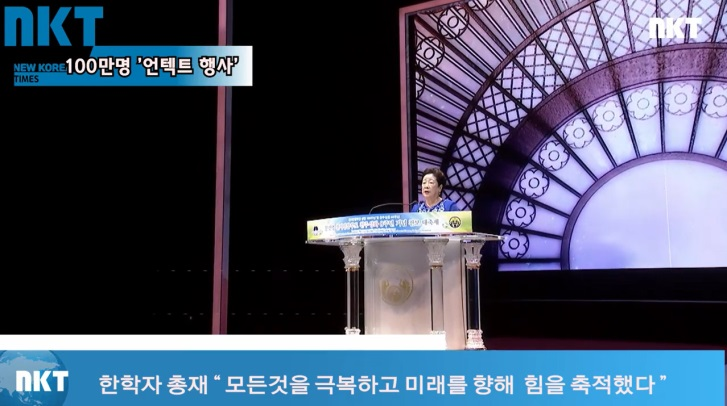 NKT
NEW KOREA
TIMES
100만명 '언텍트 행사'
NKT
NKT
한학자 총재 “ 모든것을 극복하고 미래를 향해 힘을 축적했다 ”